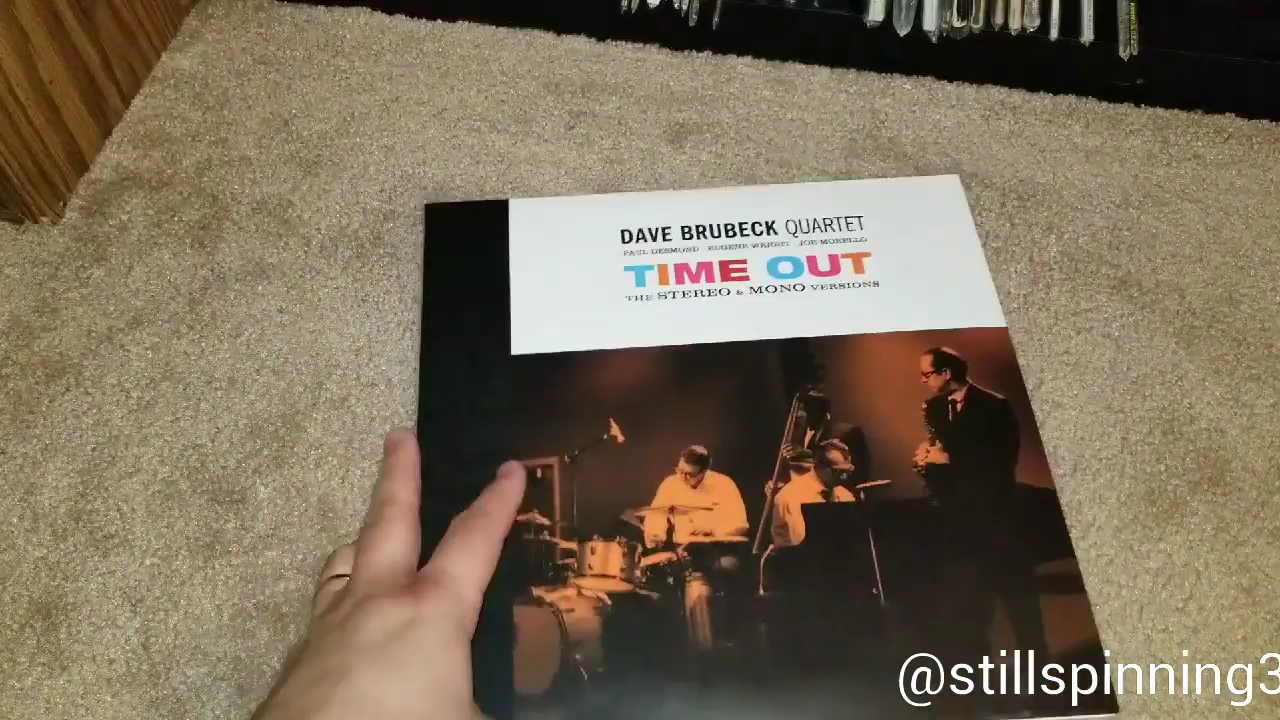 DAVE BRUBECK QUARTET
PAUL DESMOND EUGENE WRIGHT JOE MORELLO
TIME OUT
THE STEREO & MONO VERSIONS
@stillspinning3